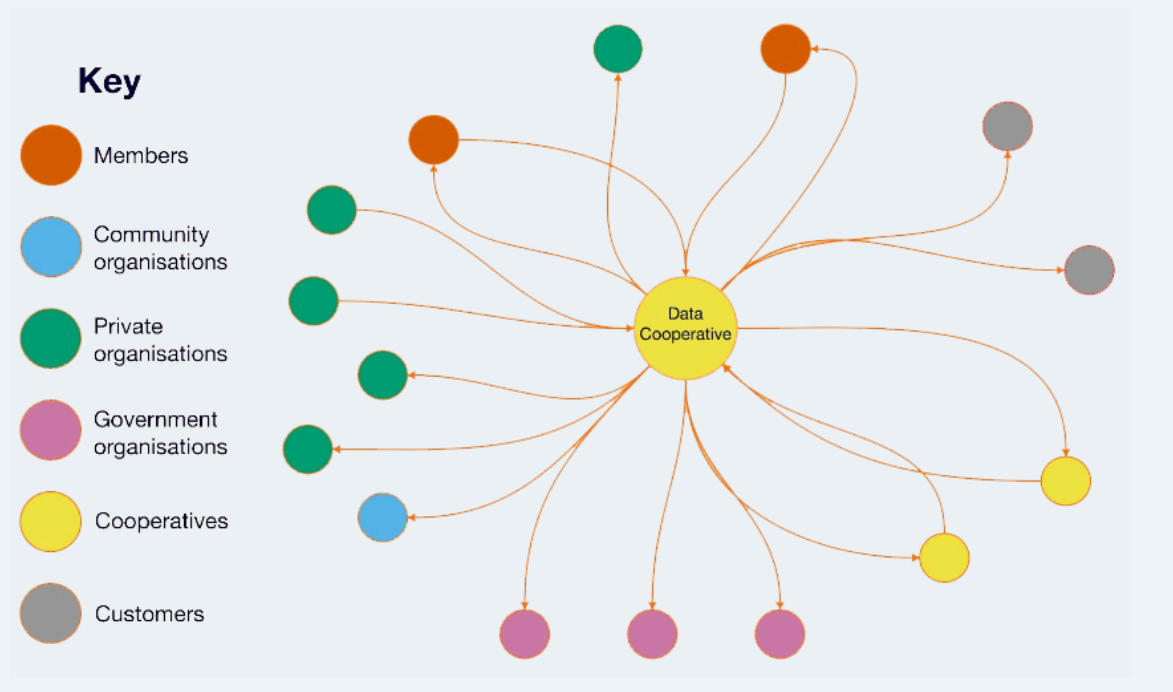 Key
Members
Community
organisations
Private
organisations
Government
organisations
Cooperatives
Customers
Data
Cooperative